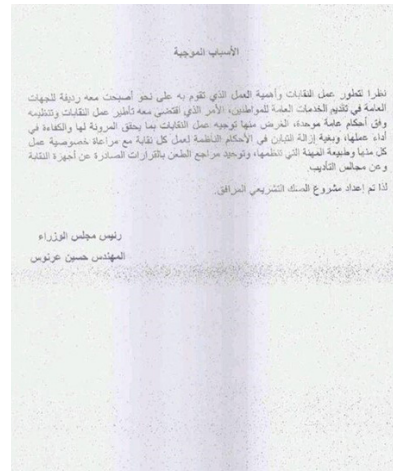 الأسباب الموجبة
نظرا لتطور عمل النقابات وأهمية العمل الذي تقوم به على نحو أصبحت معه رديفة للجهات
العامة في تقديم الخدمات العامة للمواطنين، الأمر الذي اقتضى معه تأطير عمل النقابات وتنظيمه
وفق أحكام عامة موحدة، الغرض منها توجيه عمل النقابات بما يحقق المرونة لها والكفاءة في
أداء عملها، وبغية إزالة التباين في الأحكام الناظمة لعمل كل نقابة مع مراعاة خصوصية عمل
كل منها وطبيعة المهنة التي تنظمها، وتوحيد مراجع الطعن بالقرارات الصادرة عن أجهزة النقابة
وعن مجالس التأديب.
لذا تم إعداد مشروع الصك التشريعي المرافق.
رئيس مجلس الوزراء
المهندس حسين عرنوس